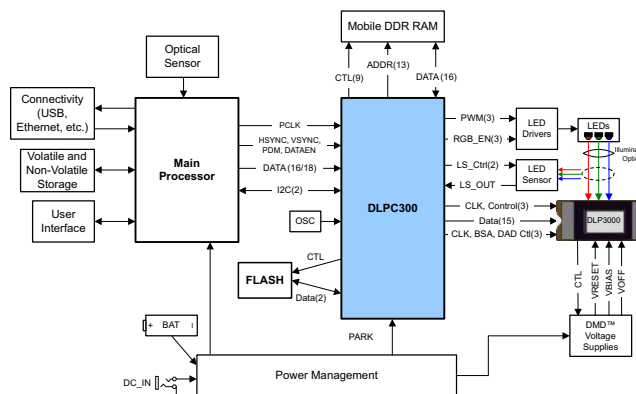 Mobile DDR RAM
Optical
Sensor
CTL(9)
ADDR(13)
DATA(16)
Connectivity
(USB,
Ethernet, etc.)
Volatile and
Non-Volatile
Storage
User
Interface
Main
Processor
PCLK
HSYNC, VSYNC,
PDM, DATAEN
DATA(16/18)
I2C(2)
OSC
FLASH
CTL
Data(2)
DLPC300
PWM(3)
RGB_EN(3)
LS_Ctrl(2)
LS_OUT
CLK, Control(3)
Data(15)
CLK, BSA, DAD Ctl(3)
LED
Drivers
LED
Sensor
LEDs
DLP3000
CTL
VRESET
VBIAS
VOFF
DMD™
Voltage
Supplies
PARK
+ BAT –
DC_IN
Power Management